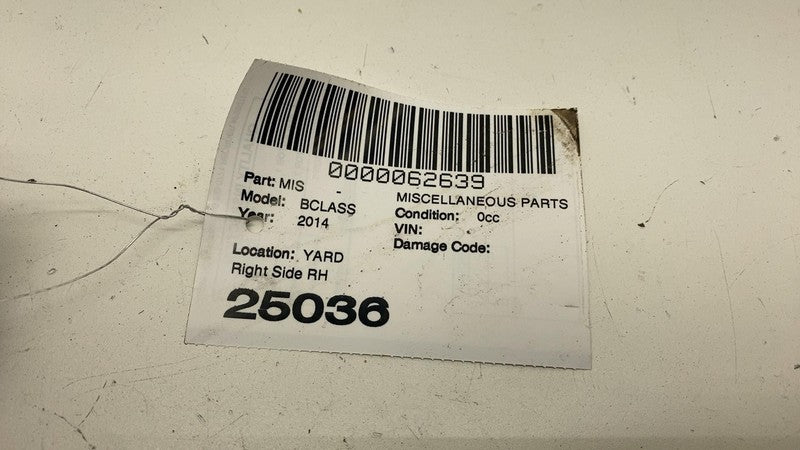 0000062639
Part: MIS - MISCELLANEOUS PARTS
Model: BCLASS Condition: 0cc
Year: 2014 VIN:
Damage Code:
Location: YARD
Right Side RH
25036